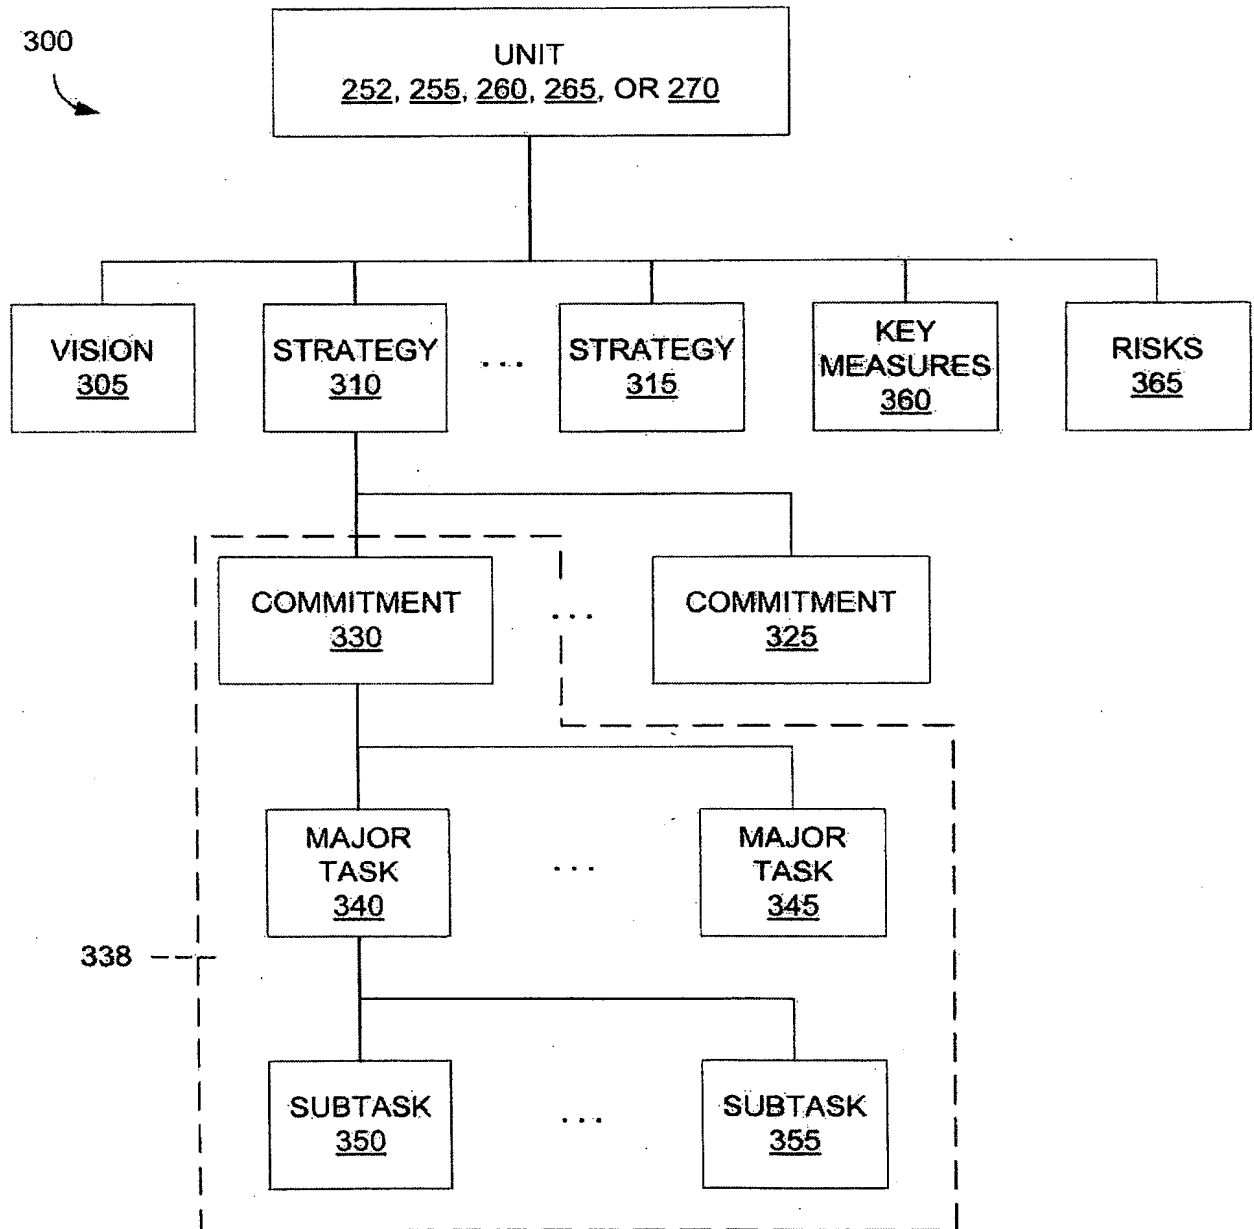 300
UNIT
252, 255, 260, 265, OR 270
VISION
305
STRATEGY
310
...
STRATEGY
315
KEY
MEASURES
360
RISKS
365
COMMITMENT
330
...
COMMITMENT
325
MAJOR
TASK
340
...
MAJOR
TASK
345
338
SUBTASK
350
...
SUBTASK
355